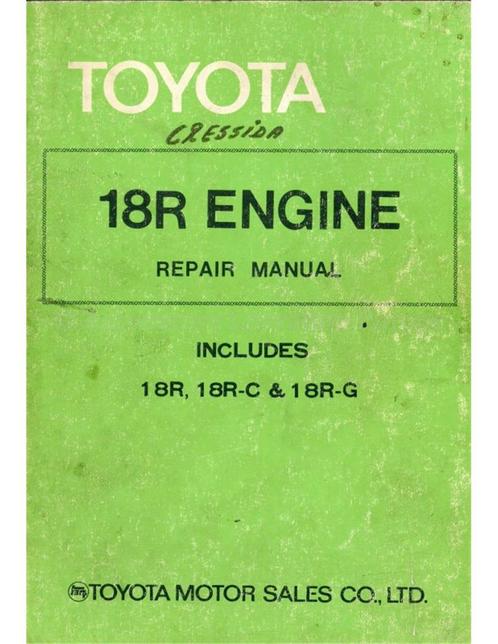 TOYOTA
CRESSIDA
18R ENGINE
REPAIR MANUAL
INCLUDES
18R, 18R-C & 18R-G
TOYOTA MOTOR SALES CO., LTD.